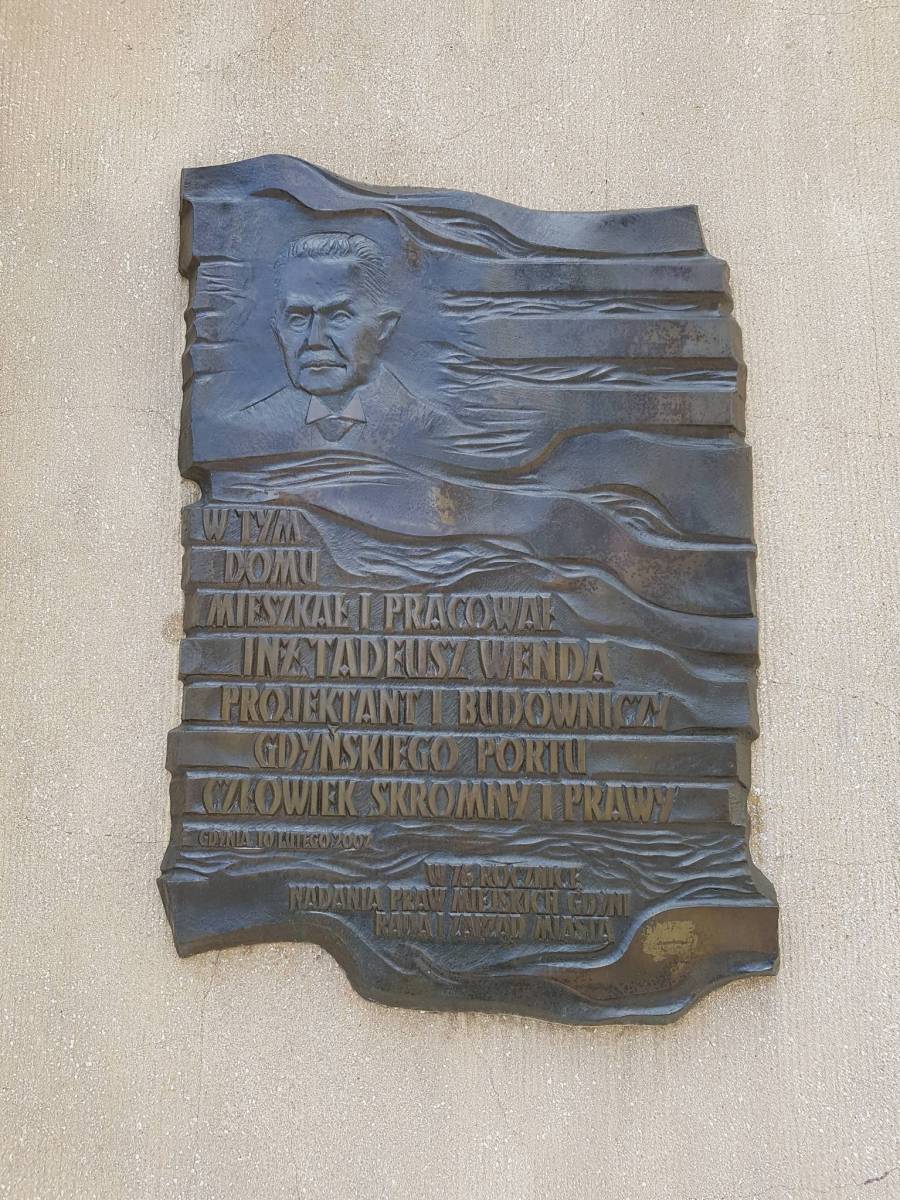 W TYM
DOMU
MIESZKAŁ I PRACOWAŁ
INŻ TADEUSZ WENDA
PROJEKTANT I BUDOWNICZY
GDYŃSKIEGO PORTU
CZŁOWIEK SKROMNY I PRAWY
GDYNIA 10 LUTEGO 2002
W 76 ROCZNICĘ
NADANIA PRAW MIEJSKICH GDYNI
RADA I ZARZĄD MIASTA